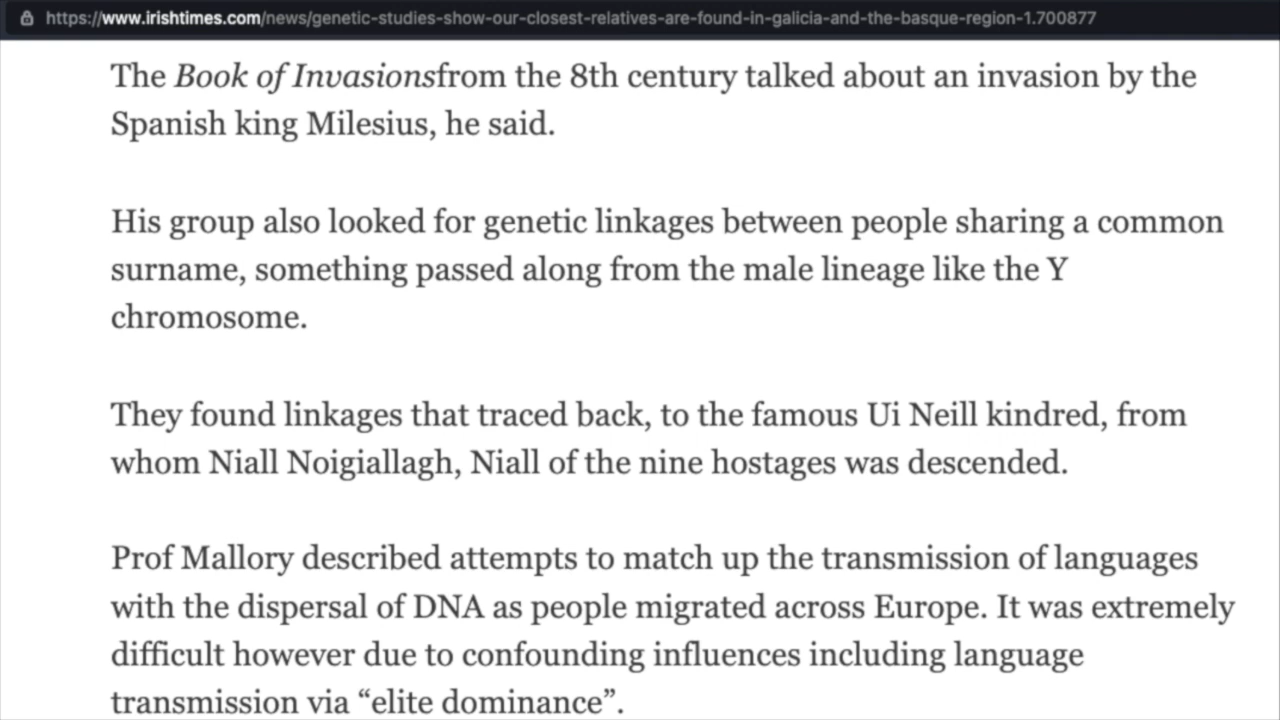 https://www.irishtimes.com/news/genetic-studies-show-our-closest-relatives-are-found-in-galicia-and-the-basque-region-1.700877
The Book of Invasionsfrom the 8th century talked about an invasion by the
Spanish king Milesius, he said.
His group also looked for genetic linkages between people sharing a common
surname, something passed along from the male lineage like the Y
chromosome.
They found linkages that traced back, to the famous Ui Neill kindred, from
whom Niall Noigiallagh, Niall of the nine hostages was descended.
Prof Mallory described attempts to match up the transmission of languages
with the dispersal of DNA as people migrated across Europe. It was extremely
difficult however due to confounding influences including language
transmission via “elite dominance”.